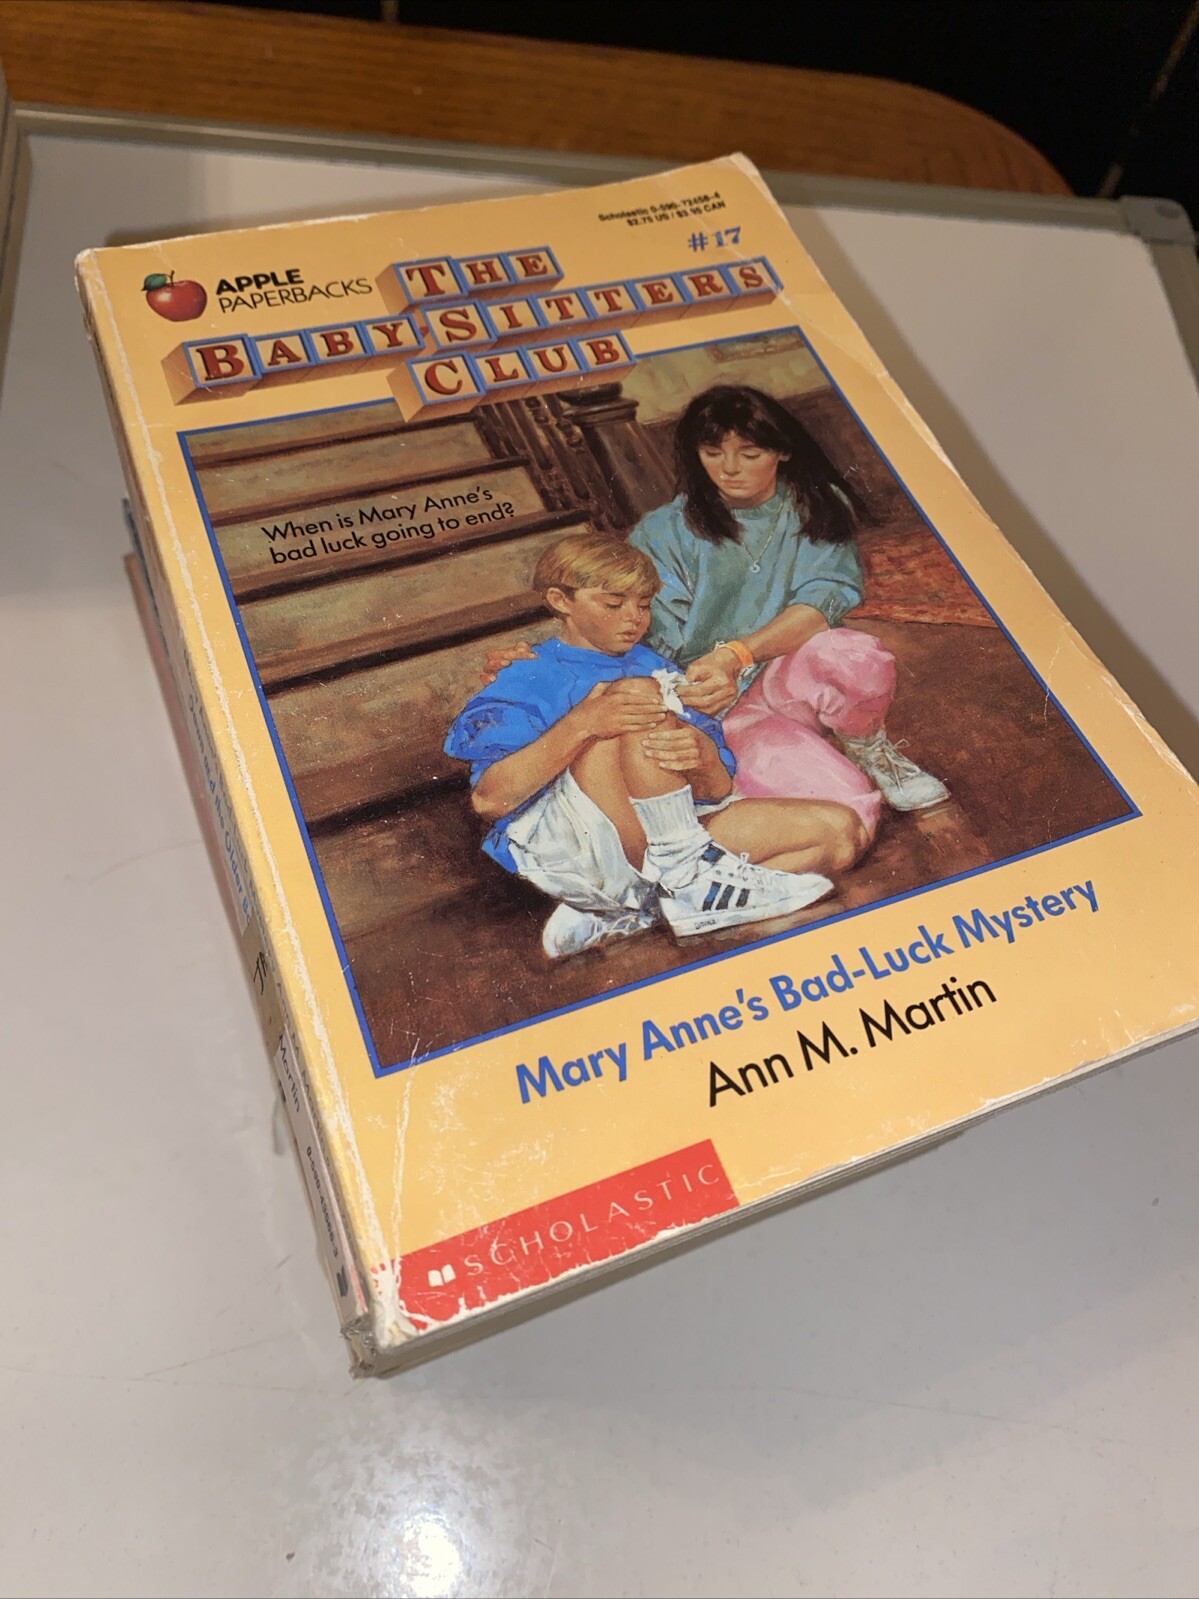 Scholastic 0-590-72458-4
$2.75 US / $3.95 CAN
#17
APPLE
PAPERBACKS
THE
BABY-SITTERS
CLUB
When is Mary Anne's
bad luck going to end?
Mary Anne's Bad-Luck Mystery
Ann M. Martin
SCHOLASTIC
Martin